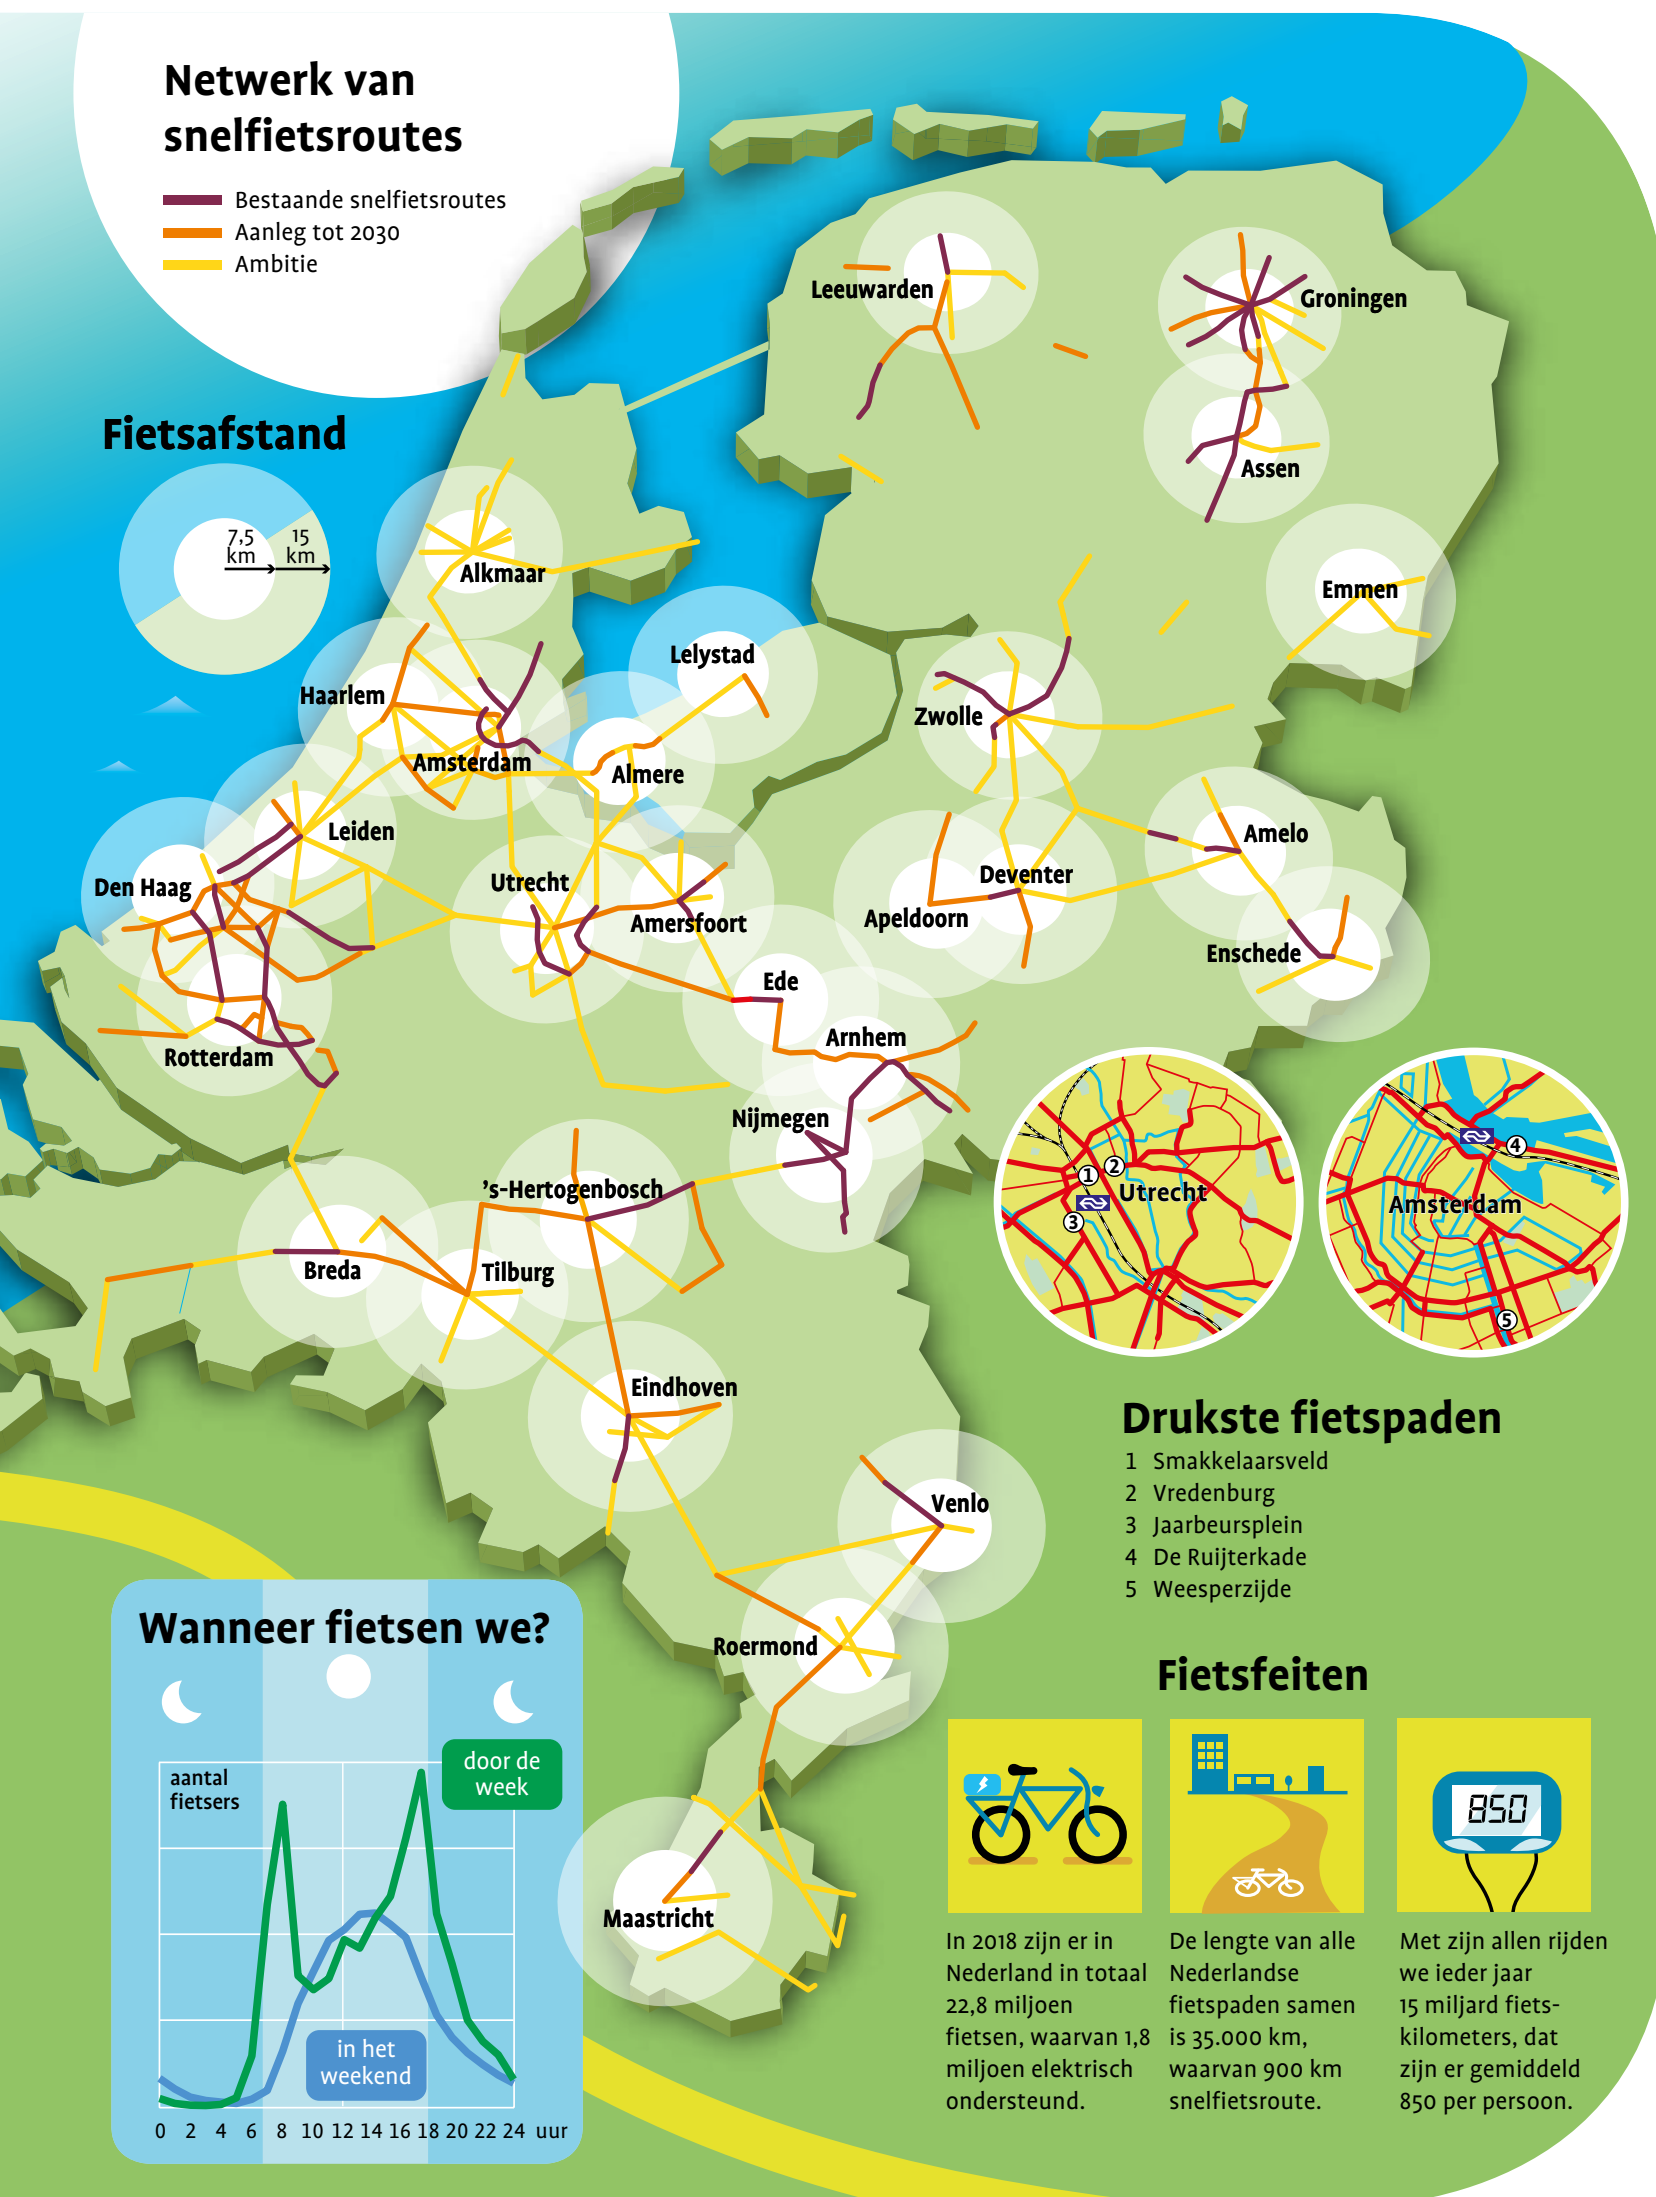 Netwerk van
snelfietsroutes
Bestaande snelfietsroutes
Aanleg tot 2030
Ambitie
Fietsafstand
7,5
km
15
km
Leeuwarden
Groningen
Assen
Emmen
Alkmaar
Lelystad
Haarlem
Zwolle
Amsterdam
Almere
Leiden
Amelo
Den Haag
Utrecht
Deventer
Amersfoort
Apeldoorn
Enschede
Ede
Arnhem
Rotterdam
Nijmegen
's-Hertogenbosch
Breda
Tilburg
Eindhoven
Venlo
Roermond
Maastricht
1
2
Utrecht
3
4
Amsterdam
5
Drukste fietspaden
1 Smakkelaarsveld
2 Vredenburg
3 Jaarbeursplein
4 De Ruijterkade
5 Weesperzijde
Wanneer fietsen we?
aantal
fietsers
door de
week
in het
weekend
0 2 4 6 8 10 12 14 16 18 20 22 24 uur
Fietsfeiten
850
In 2018 zijn er in
Nederland in totaal
22,8 miljoen
fietsen, waarvan 1,8
miljoen elektrisch
ondersteund.
De lengte van alle
Nederlandse
fietspaden samen
is 35.000 km,
waarvan 900 km
snelfietsroute.
Met zijn allen rijden
we ieder jaar
15 miljard fiets-
kilometers, dat
zijn er gemiddeld
850 per persoon.